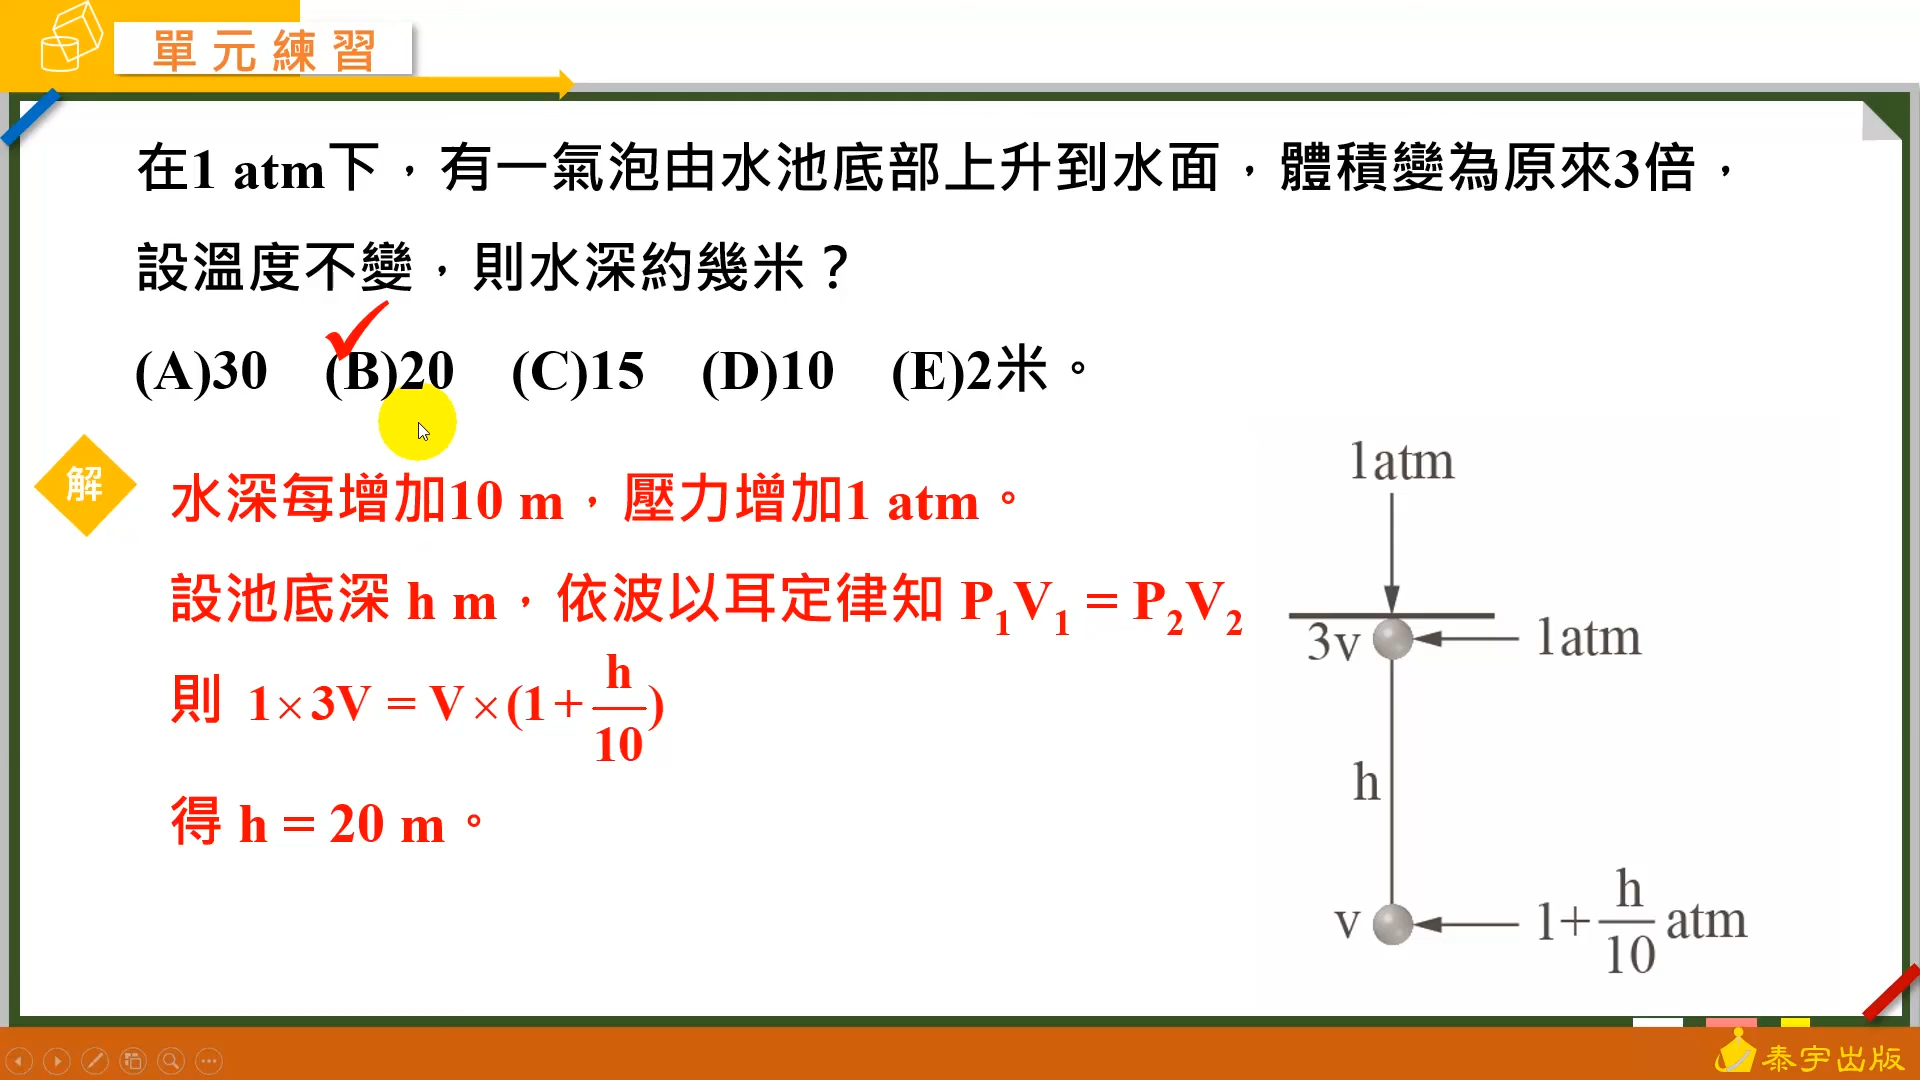 單元練習
在1 atm下，有一氣泡由水池底部上升到水面，體積變為原來3倍，
設溫度不變，則水深約幾米？
(A)30 (B)20 (C)15 (D)10 (E)2米。
解
水深每增加10 m，壓力增加1 atm。
設池底深 h m，依波以耳定律知 P₁V₁ = P₂V₂
則 1×3V = V×(1+h/10)
得 h = 20 m。
1atm
3v
1atm
h
v
1+h/10 atm
泰宇出版